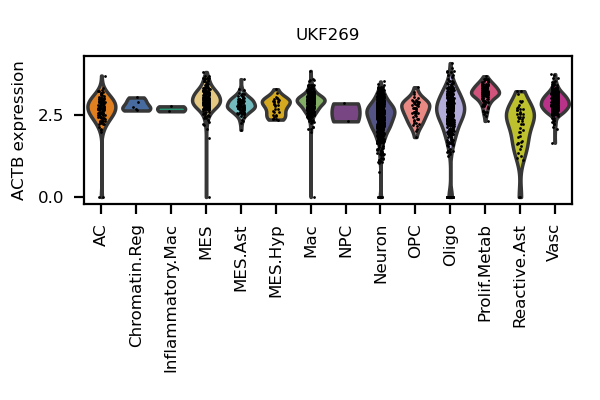 UKF269
ACTB expression
2.5
0.0
AC
Chromatin.Reg
Inflammatory.Mac
MES
MES.Ast
MES.Hyp
Mac
NPC
Neuron
OPC
Oligo
Prolif.Metab
Reactive.Ast
Vasc